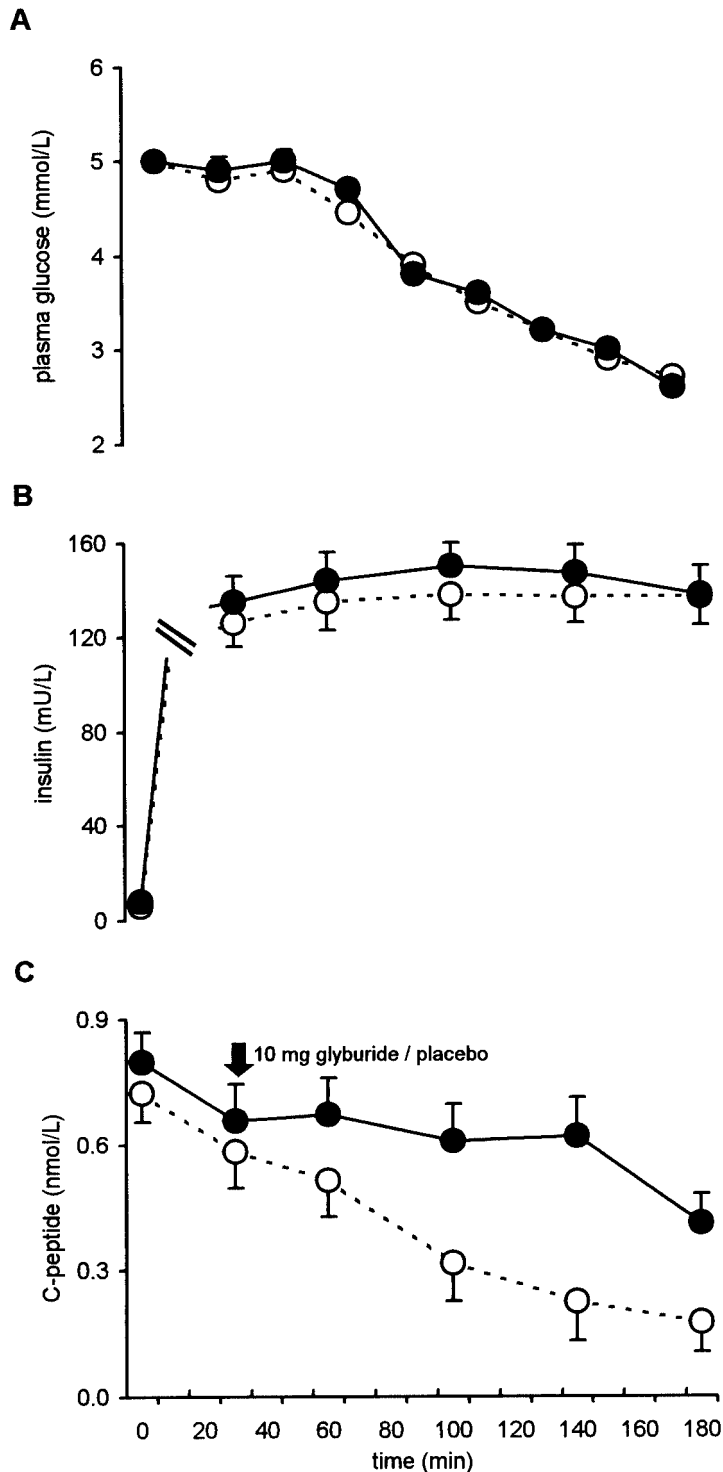 A
6
5
4
3
2
plasma glucose (mmol/L)
B
160
120
80
40
0
insulin (mU/L)
C
0.9
0.6
0.3
0.0
C-peptide (nmol/L)
10 mg glyburide / placebo
0 20 40 60 80 100 120 140 160 180
time (min)